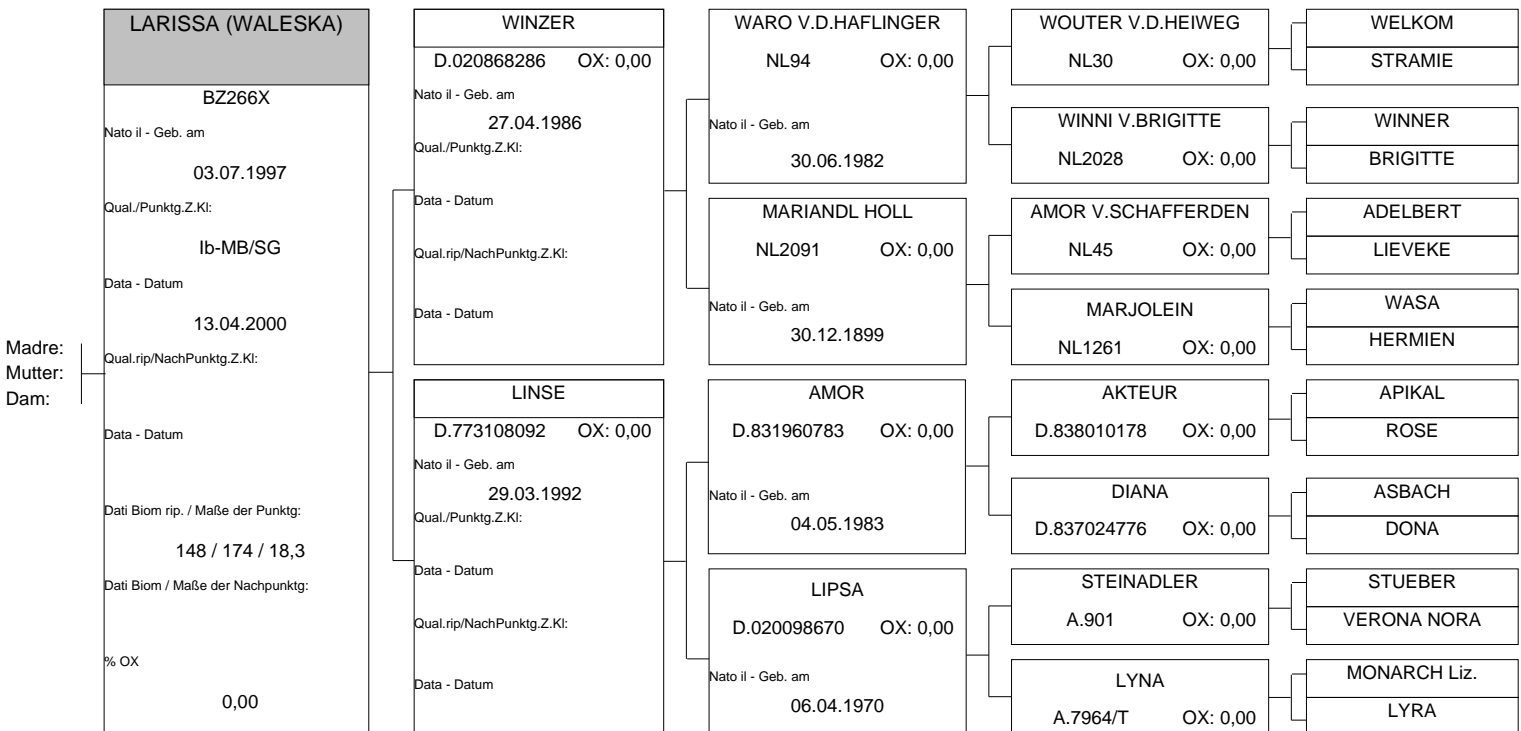 Madre:
Mutter:
Dam:
LARISSA (WALESKA)
BZ266X
Nato il - Geb. am
03.07.1997
Qual./Punktg.Z.Kl:
Ib-MB/SG
Data - Datum
13.04.2000
Qual.rip/NachPunktg.Z.Kl:
Data - Datum
Dati Biom rip. / Maße der Punktg:
148 / 174 / 18,3
Dati Biom / Maße der Nachpunktg:
% OX
0,00
WINZER
D.020868286 OX: 0,00
Nato il - Geb. am
27.04.1986
Qual./Punktg.Z.Kl:
Data - Datum
Qual.rip/NachPunktg.Z.Kl:
Data - Datum
LINSE
D.773108092 OX: 0,00
Nato il - Geb. am
29.03.1992
Qual./Punktg.Z.Kl:
Data - Datum
Qual.rip/NachPunktg.Z.Kl:
Data - Datum
WARO V.D.HAFLINGER
NL94 OX: 0,00
Nato il - Geb. am
30.06.1982
MARIANDL HOLL
NL2091 OX: 0,00
Nato il - Geb. am
30.12.1899
AMOR
D.831960783 OX: 0,00
Nato il - Geb. am
04.05.1983
LIPSA
D.020098670 OX: 0,00
Nato il - Geb. am
06.04.1970
WOUTER V.D.HEIWEG
NL30 OX: 0,00
WINNI V.BRIGITTE
NL2028 OX: 0,00
AMOR V.SCHAFFERDEN
NL45 OX: 0,00
MARJOLEIN
NL1261 OX: 0,00
AKTEUR
D.838010178 OX: 0,00
DIANA
D.837024776 OX: 0,00
STEINADLER
A.901 OX: 0,00
LYNA
A.7964/T OX: 0,00
WELKOM
STRAMIE
WINNER
BRIGITTE
ADELBERT
LIEVEKE
WASA
HERMIEN
APIKAL
ROSE
ASBACH
DONA
STUEBER
VERONA NORA
MONARCH Liz.
LYRA